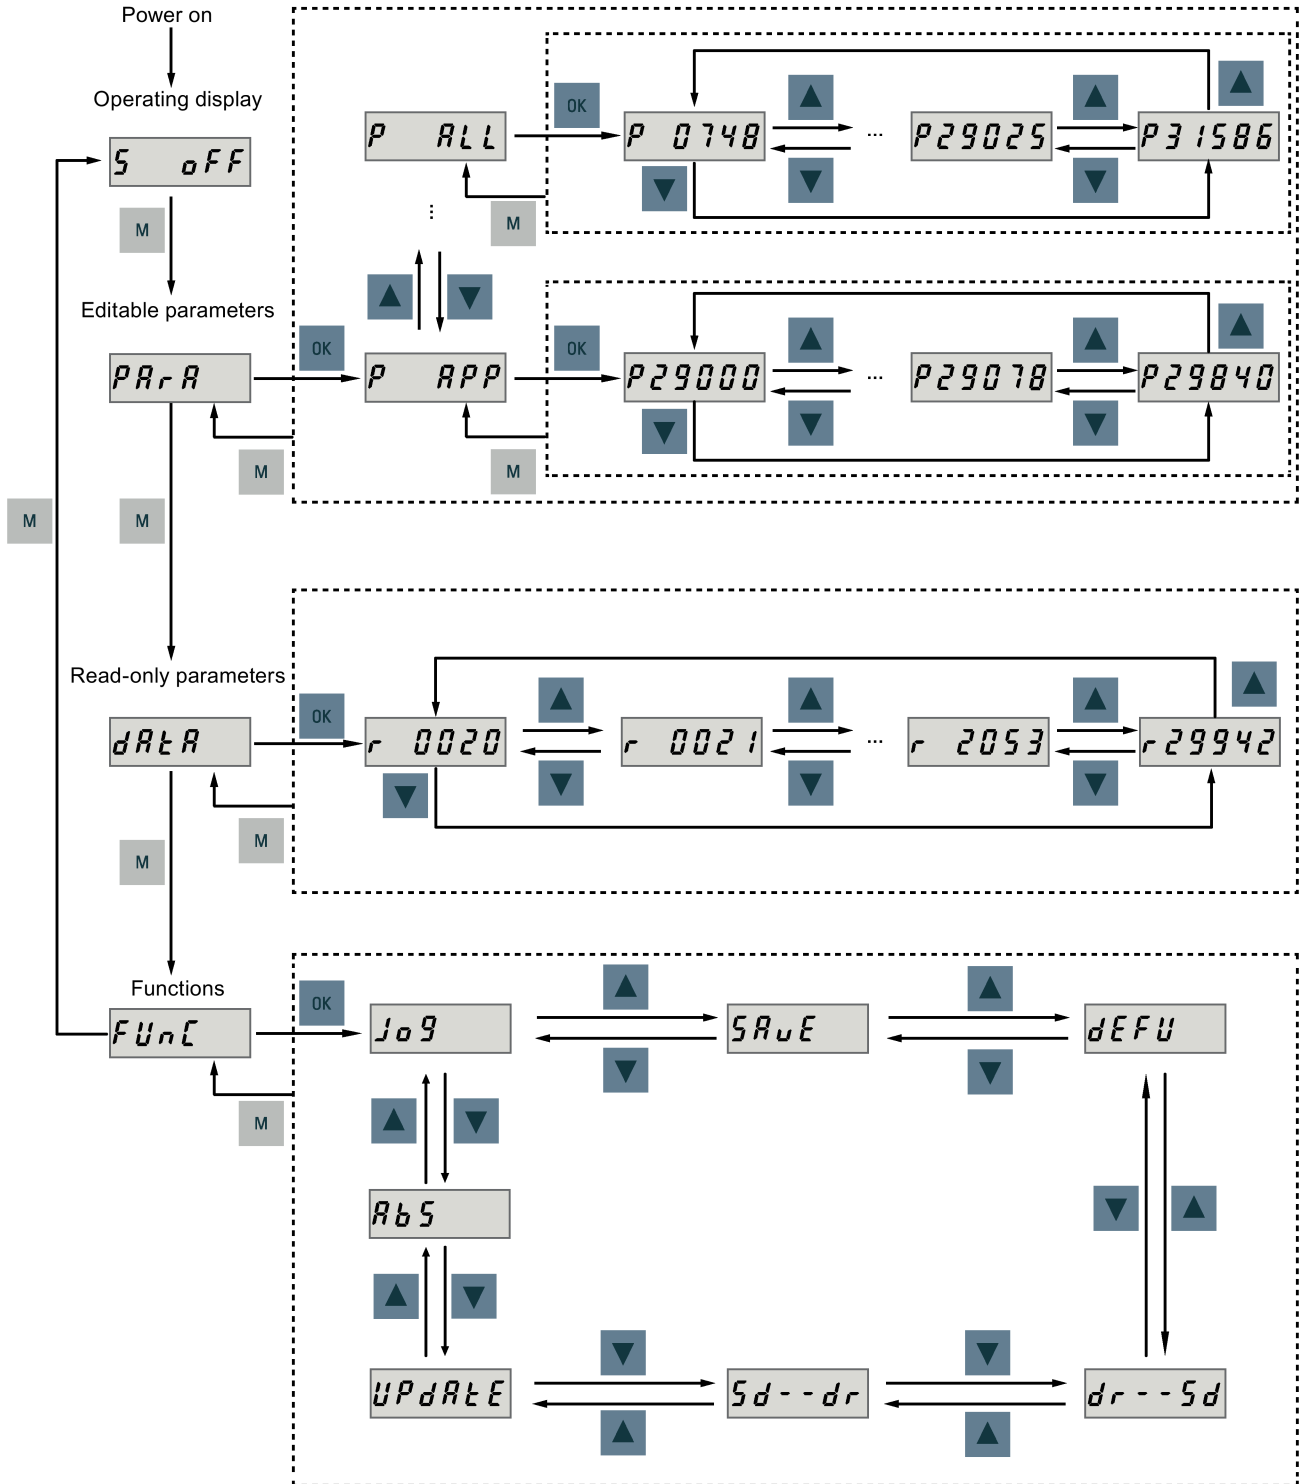 Power on
Operating display
S oFF
M
Editable parameters
PArA
OK
M
P ALL
OK
P 0748
...
P29025
P31586
M
...
P APP
OK
P29000
...
P29078
P29840
M
M
M
Read-only parameters
dAtA
OK
M
r 0020
r 0021
...
r 2053
r29942
M
Functions
FUnC
OK
M
JoG
SAvE
dEFU
AbS
UPdAtE
Sd--dr
dr--Sd